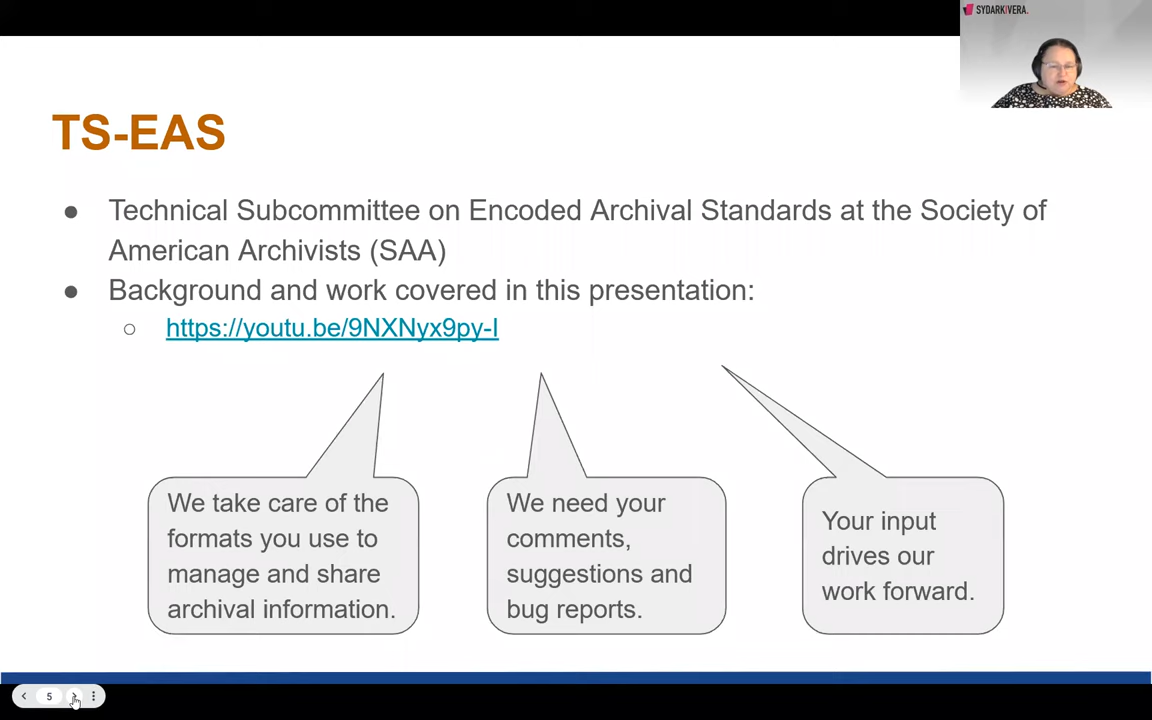 SYDARKIVERA.
TS-EAS
● Technical Subcommittee on Encoded Archival Standards at the Society of
American Archivists (SAA)
● Background and work covered in this presentation:
○ https://youtu.be/9NXNyx9py-I
We take care of the
formats you use to
manage and share
archival information.
We need your
comments,
suggestions and
bug reports.
Your input
drives our
work forward.
5